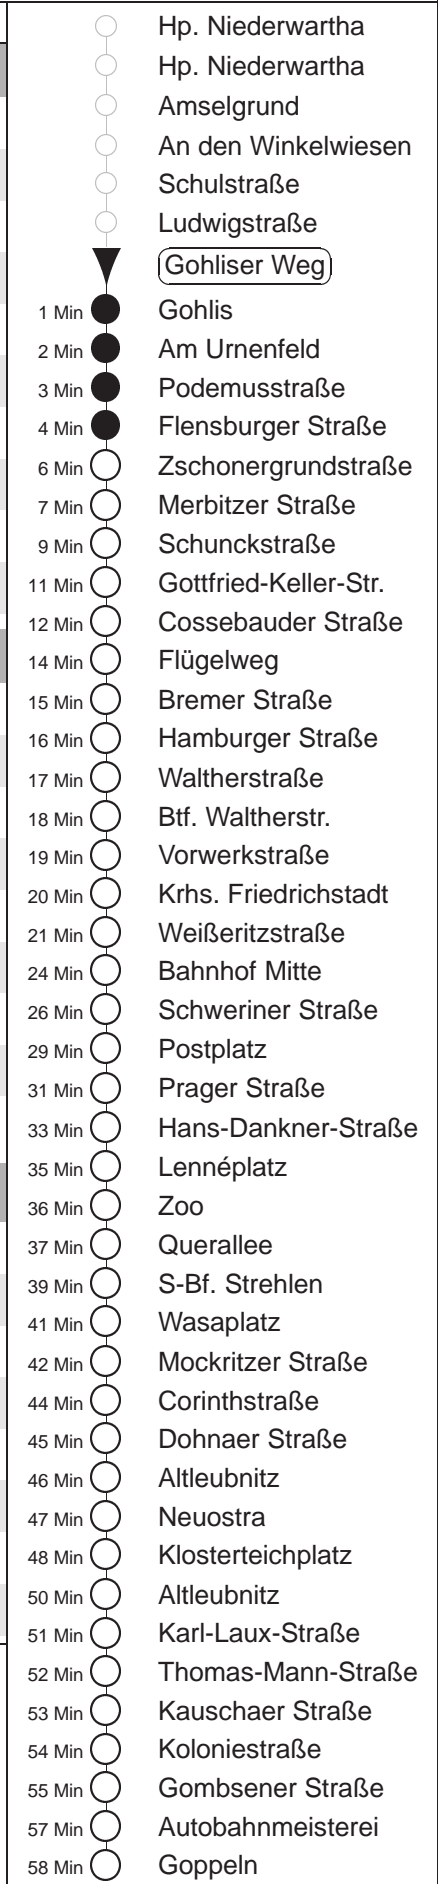 Hp. Niederwartha
Hp. Niederwartha
Amselgrund
An den Winkelwiesen
Schulstraße
Ludwigstraße
Gohliser Weg
1 Min Gohlis
2 Min Am Urnenfeld
3 Min Podemusstraße
4 Min Flensburger Straße
6 Min Zschonergrundstraße
7 Min Merbitzer Straße
9 Min Schunckstraße
11 Min Gottfried-Keller-Str.
12 Min Cossebauder Straße
14 Min Flügelweg
15 Min Bremer Straße
16 Min Hamburger Straße
17 Min Waltherstraße
18 Min Btf. Waltherstr.
19 Min Vorwerkstraße
20 Min Krhs. Friedrichstadt
21 Min Weißeritzstraße
24 Min Bahnhof Mitte
26 Min Schweriner Straße
29 Min Postplatz
31 Min Prager Straße
33 Min Hans-Dankner-Straße
35 Min Lennéplatz
36 Min Zoo
37 Min Querallee
39 Min S-Bf. Strehlen
41 Min Wasaplatz
42 Min Mockritzer Straße
44 Min Corinthstraße
45 Min Dohnaer Straße
46 Min Altleubnitz
47 Min Neuostra
48 Min Klosterteichplatz
50 Min Altleubnitz
51 Min Karl-Laux-Straße
52 Min Thomas-Mann-Straße
53 Min Kauschaer Straße
54 Min Koloniestraße
55 Min Gombsener Straße
57 Min Autobahnmeisterei
58 Min Goppeln